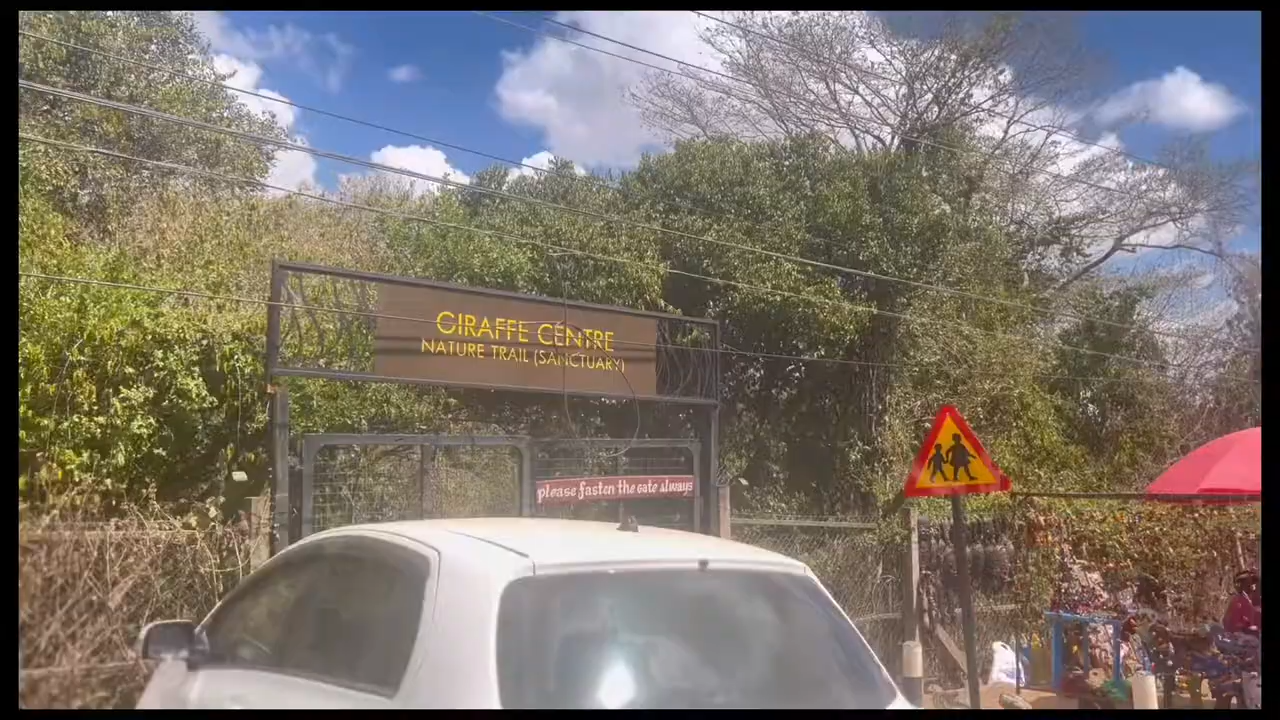 GIRAFFE CENTRE
NATURE TRAIL (SANCTUARY)
please fasten the gate always